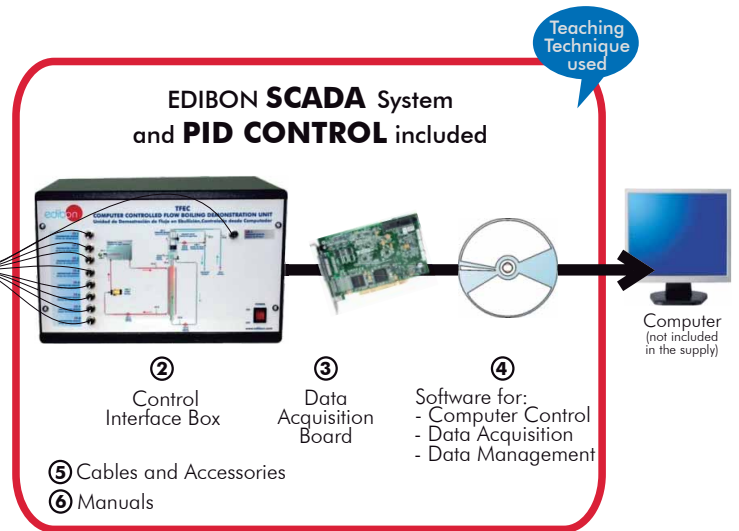 Teaching
Technique
used
EDIBON SCADA System
and PID CONTROL included
edibon
TFEC
COMPUTER CONTROLLED FLOW BOILING DEMONSTRATION UNIT
Unidad de Demostración de Flujo en Ebullición, Controlada desde Computador
www.edibon.com
2
Control
Interface Box
3
Data
Acquisition
Board
4
Software for:
- Computer Control
- Data Acquisition
- Data Management
Computer
(not included
in the supply)
5 Cables and Accessories
6 Manuals